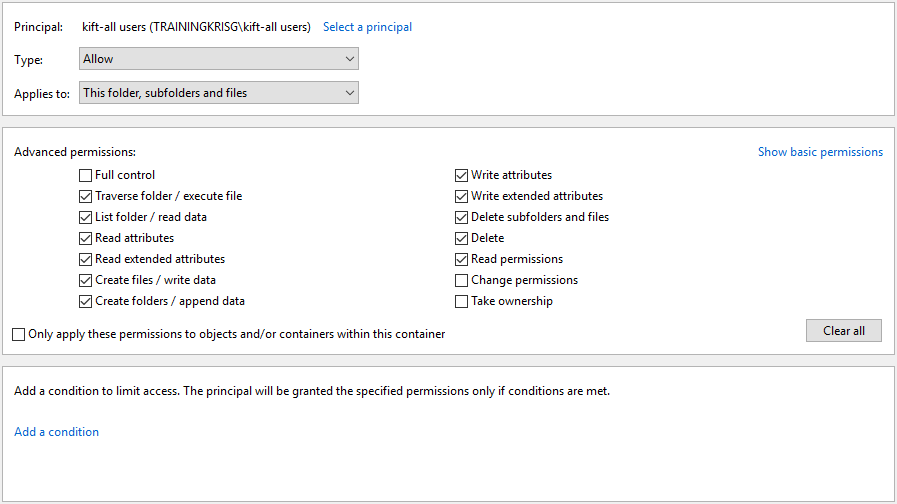 Principal: kift-all users (TRAININGKRISG\kift-all users) Select a principal
Type: Allow
Applies to: This folder, subfolders and files
Advanced permissions: Show basic permissions
Full control Write attributes
Traverse folder / execute file Write extended attributes
List folder / read data Delete subfolders and files
Read attributes Delete
Read extended attributes Read permissions
Create files / write data Change permissions
Create folders / append data Take ownership
Only apply these permissions to objects and/or containers within this container Clear all
Add a condition to limit access. The principal will be granted the specified permissions only if conditions are met.
Add a condition